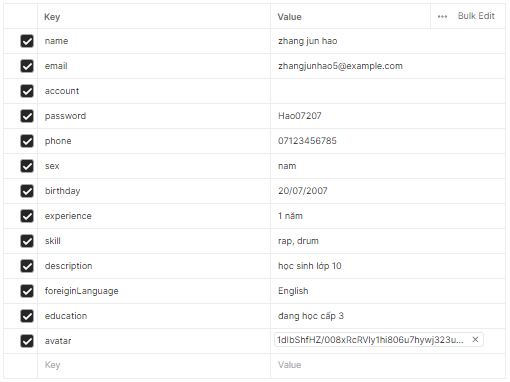 Key Value ••• Bulk Edit
name zhang jun hao
email zhangjunhao5@example.com
account
password Hao07207
phone 07123456785
sex nam
birthday 20/07/2007
experience 1 năm
skill rap, drum
description học sinh lớp 10
foreiginLanguage English
education đang học cấp 3
avatar 1dIbShfHZ/008xRcRVly1hi806u7hywj323u... ×
Key Value